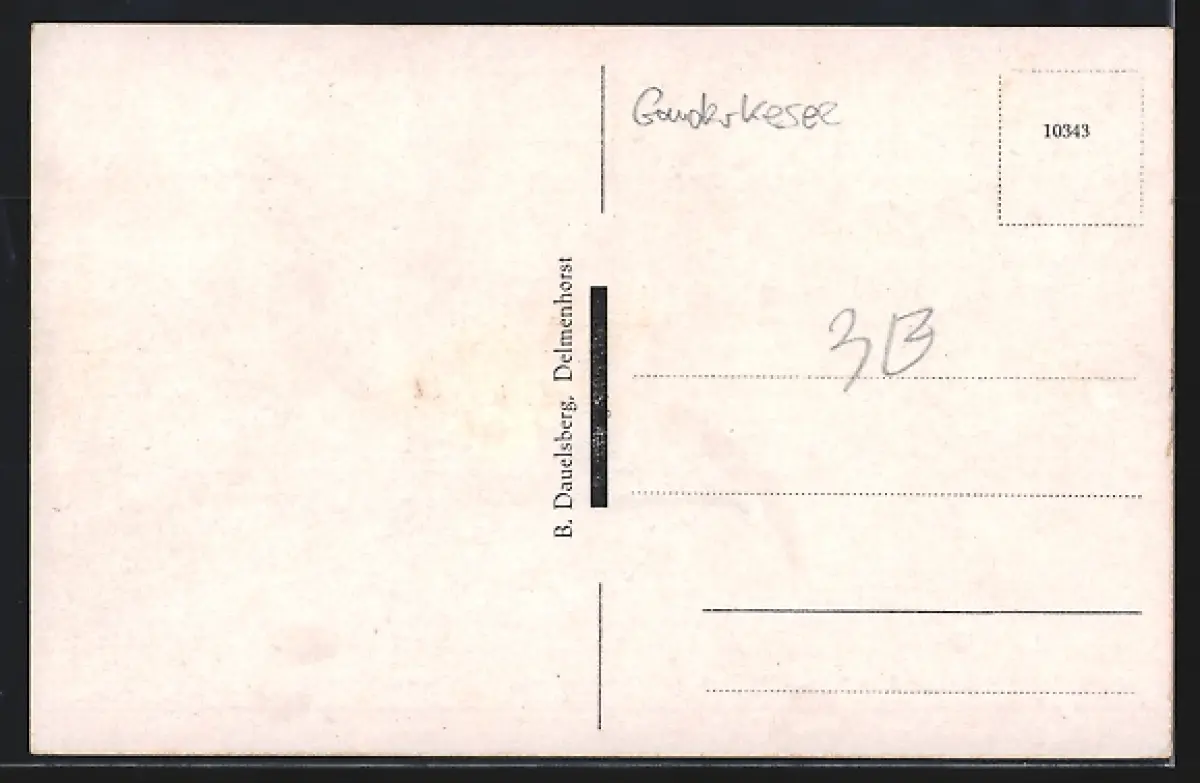 Ganderkesee
10343
3B
B. Dauelsberg, Delmenhorst